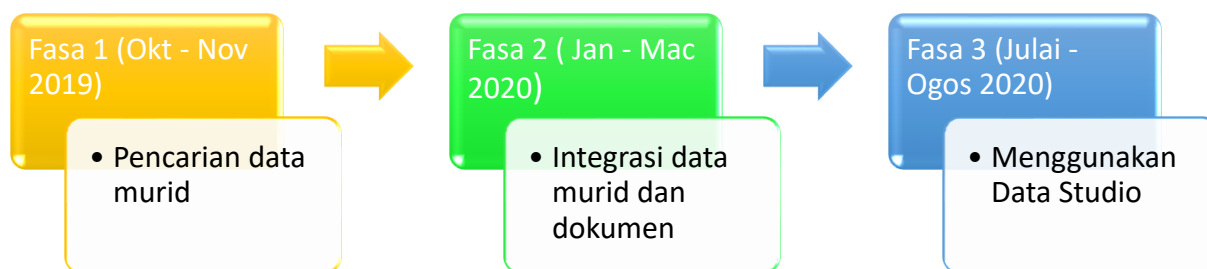 Fasa 1 (Okt - Nov
2019)
• Pencarian data
murid
Fasa 2 ( Jan - Mac
2020)
• Integrasi data
murid dan
dokumen
Fasa 3 (Julai -
Ogos 2020)
• Menggunakan
Data Studio